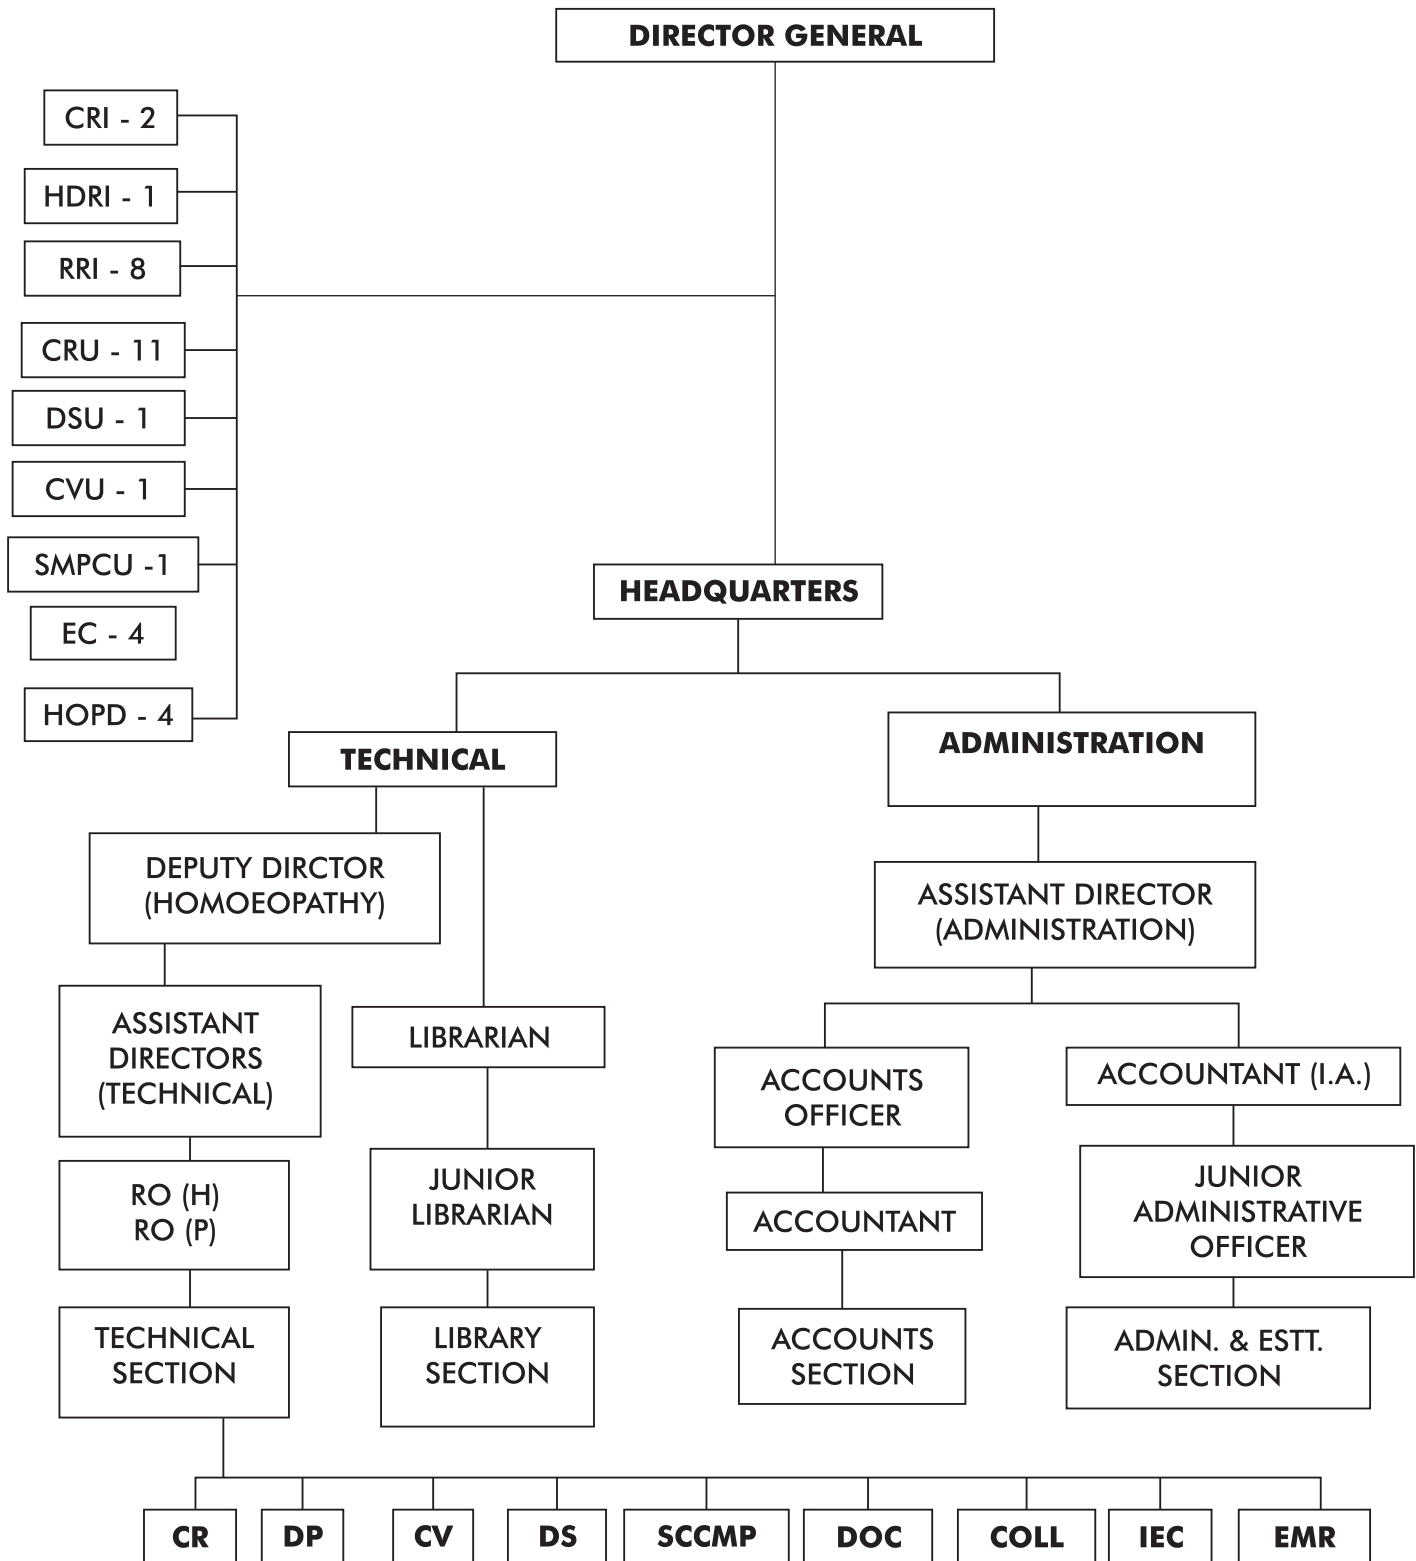 DIRECTOR GENERAL
CRI - 2
HDRI - 1
RRI - 8
CRU - 11
DSU - 1
CVU - 1
SMPCU -1
EC - 4
HOPD - 4
HEADQUARTERS
TECHNICAL
ADMINISTRATION
DEPUTY DIRCTOR
(HOMOEOPATHY)
ASSISTANT DIRECTOR
(ADMINISTRATION)
ASSISTANT
DIRECTORS
(TECHNICAL)
LIBRARIAN
ACCOUNTS
OFFICER
ACCOUNTANT (I.A.)
RO (H)
RO (P)
JUNIOR
LIBRARIAN
ACCOUNTANT
JUNIOR
ADMINISTRATIVE
OFFICER
TECHNICAL
SECTION
LIBRARY
SECTION
ACCOUNTS
SECTION
ADMIN. & ESTT.
SECTION
CR
DP
CV
DS
SCCMP
DOC
COLL
IEC
EMR